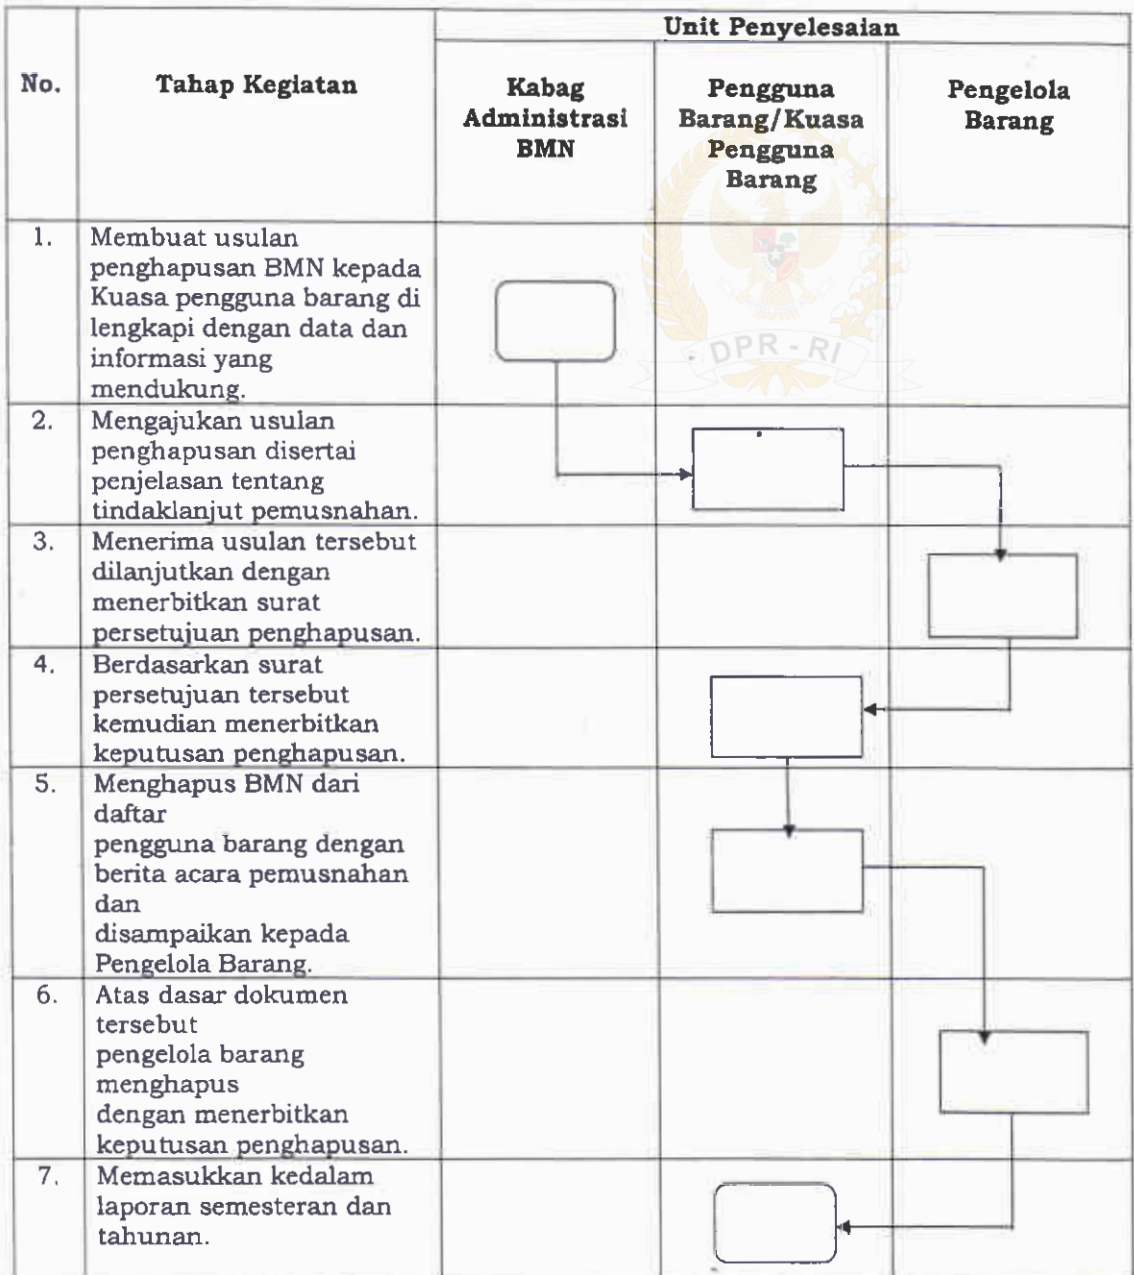 Unit Penyelesaian
No.
Tahap Kegiatan
Kabag
Administrasi
BMN
Pengguna
Barang/Kuasa
Pengguna
Barang
Pengelola
Barang
1.
Membuat usulan
penghapusan BMN kepada
Kuasa pengguna barang di
lengkapi dengan data dan
informasi yang
mendukung.
DPR - RI
2.
Mengajukan usulan
penghapusan disertai
penjelasan tentang
tindaklanjut pemusnahan.
3.
Menerima usulan tersebut
dilanjutkan dengan
menerbitkan surat
persetujuan penghapusan.
4.
Berdasarkan surat
persetujuan tersebut
kemudian menerbitkan
keputusan penghapusan.
5.
Menghapus BMN dari
daftar
pengguna barang dengan
berita acara pemusnahan
dan
disampaikan kepada
Pengelola Barang.
6.
Atas dasar dokumen
tersebut
pengelola barang
menghapus
dengan menerbitkan
keputusan penghapusan.
7.
Memasukkan kedalam
laporan semesteran dan
tahunan.